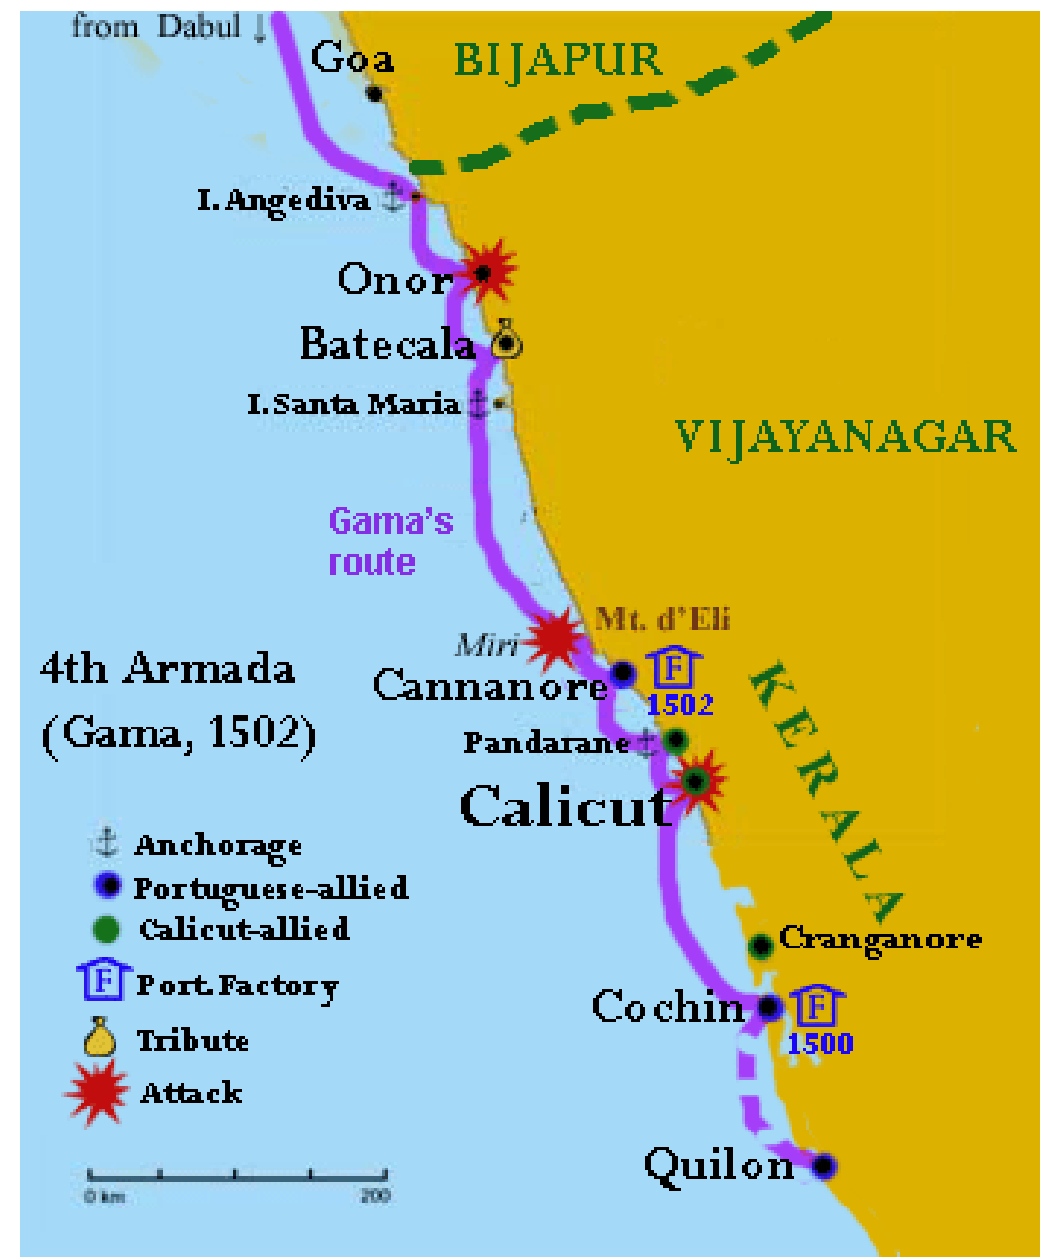 from Dabul ↓
Goa
BIJAPUR
I. Angediva
Onor
Batecala
I. Santa Maria
VIJAYANAGAR
Gama's
route
Mt. d'Eli
Miri
4th Armada
(Gama, 1502)
Cannanore
F
1502
KERALA
Pandarane
Calicut
Anchorage
Portuguese-allied
Calicut-allied
Cranganore
F Port. Factory
Cochin
F
1500
Tribute
Attack
Quilon
0 km 200